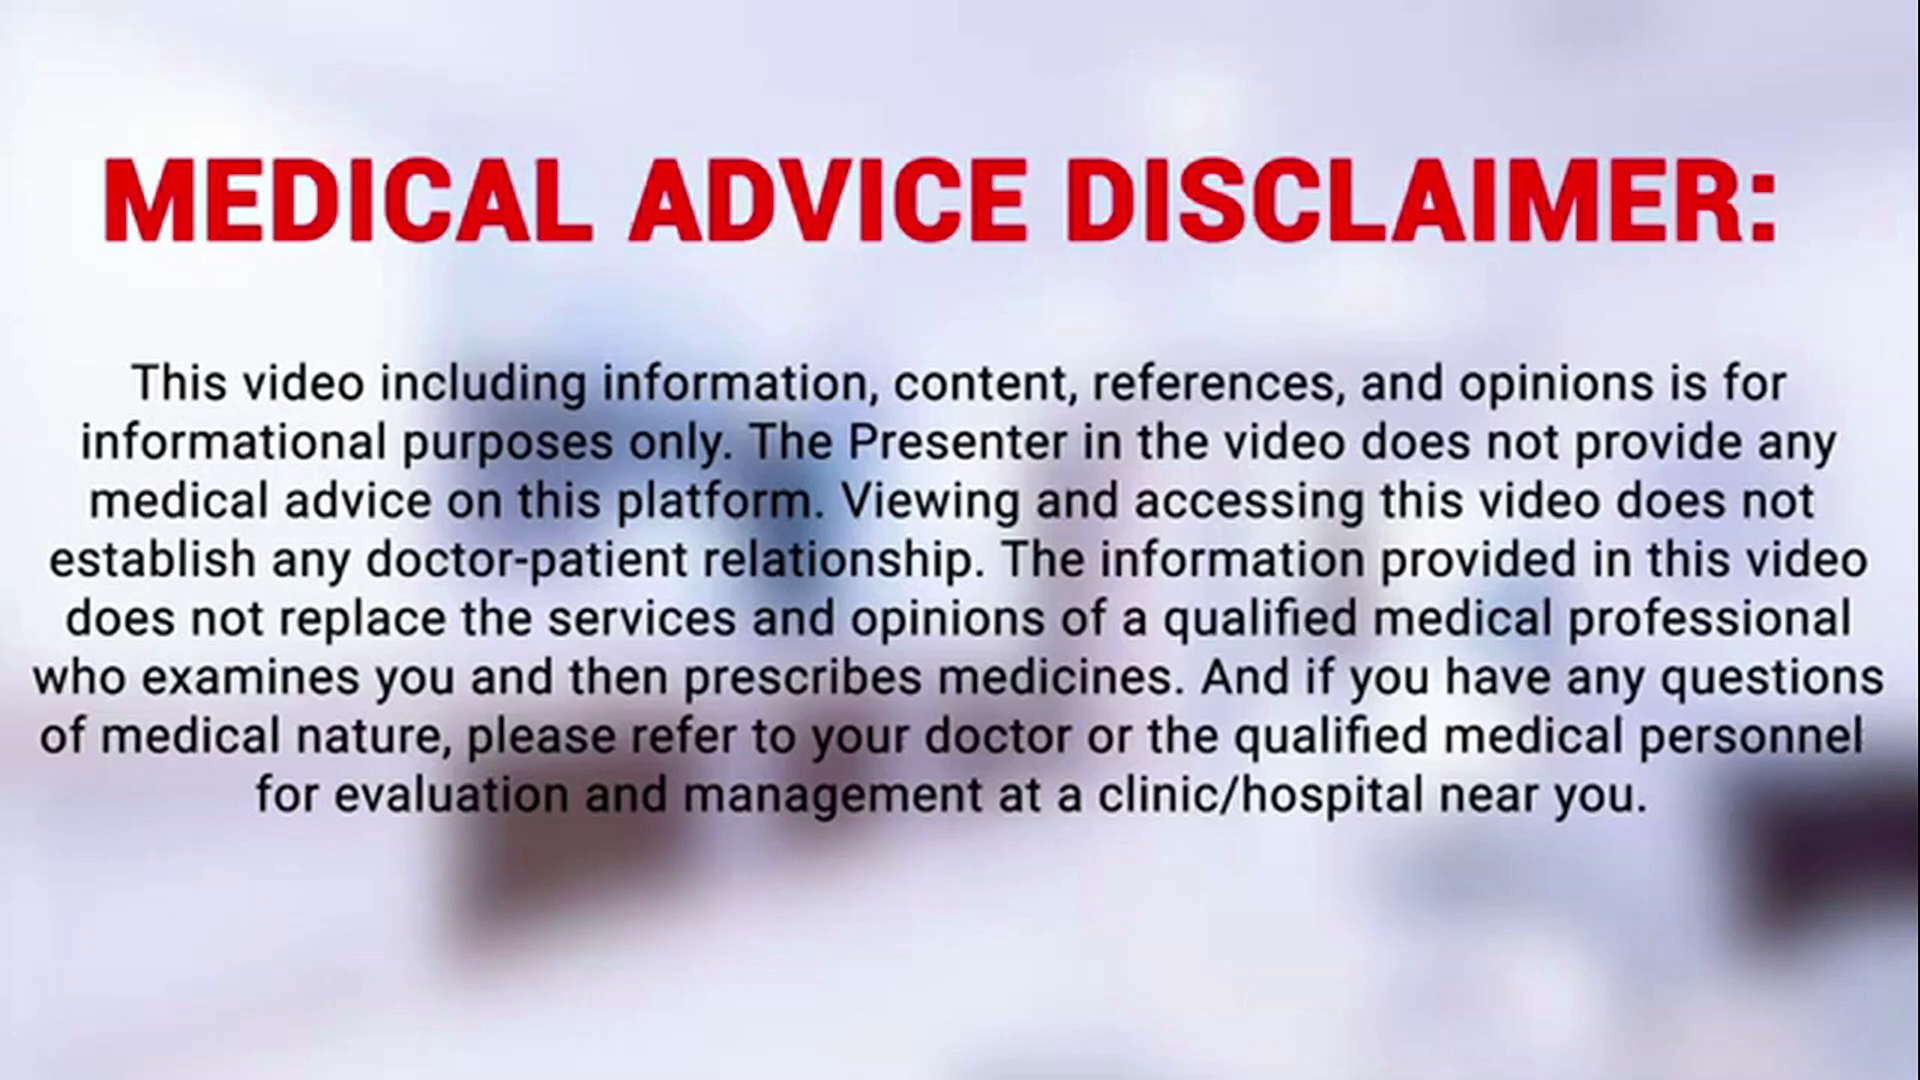 MEDICAL ADVICE DISCLAIMER:
This video including information, content, references, and opinions is for
informational purposes only. The Presenter in the video does not provide any
medical advice on this platform. Viewing and accessing this video does not
establish any doctor-patient relationship. The information provided in this video
does not replace the services and opinions of a qualified medical professional
who examines you and then prescribes medicines. And if you have any questions
of medical nature, please refer to your doctor or the qualified medical personnel
for evaluation and management at a clinic/hospital near you.